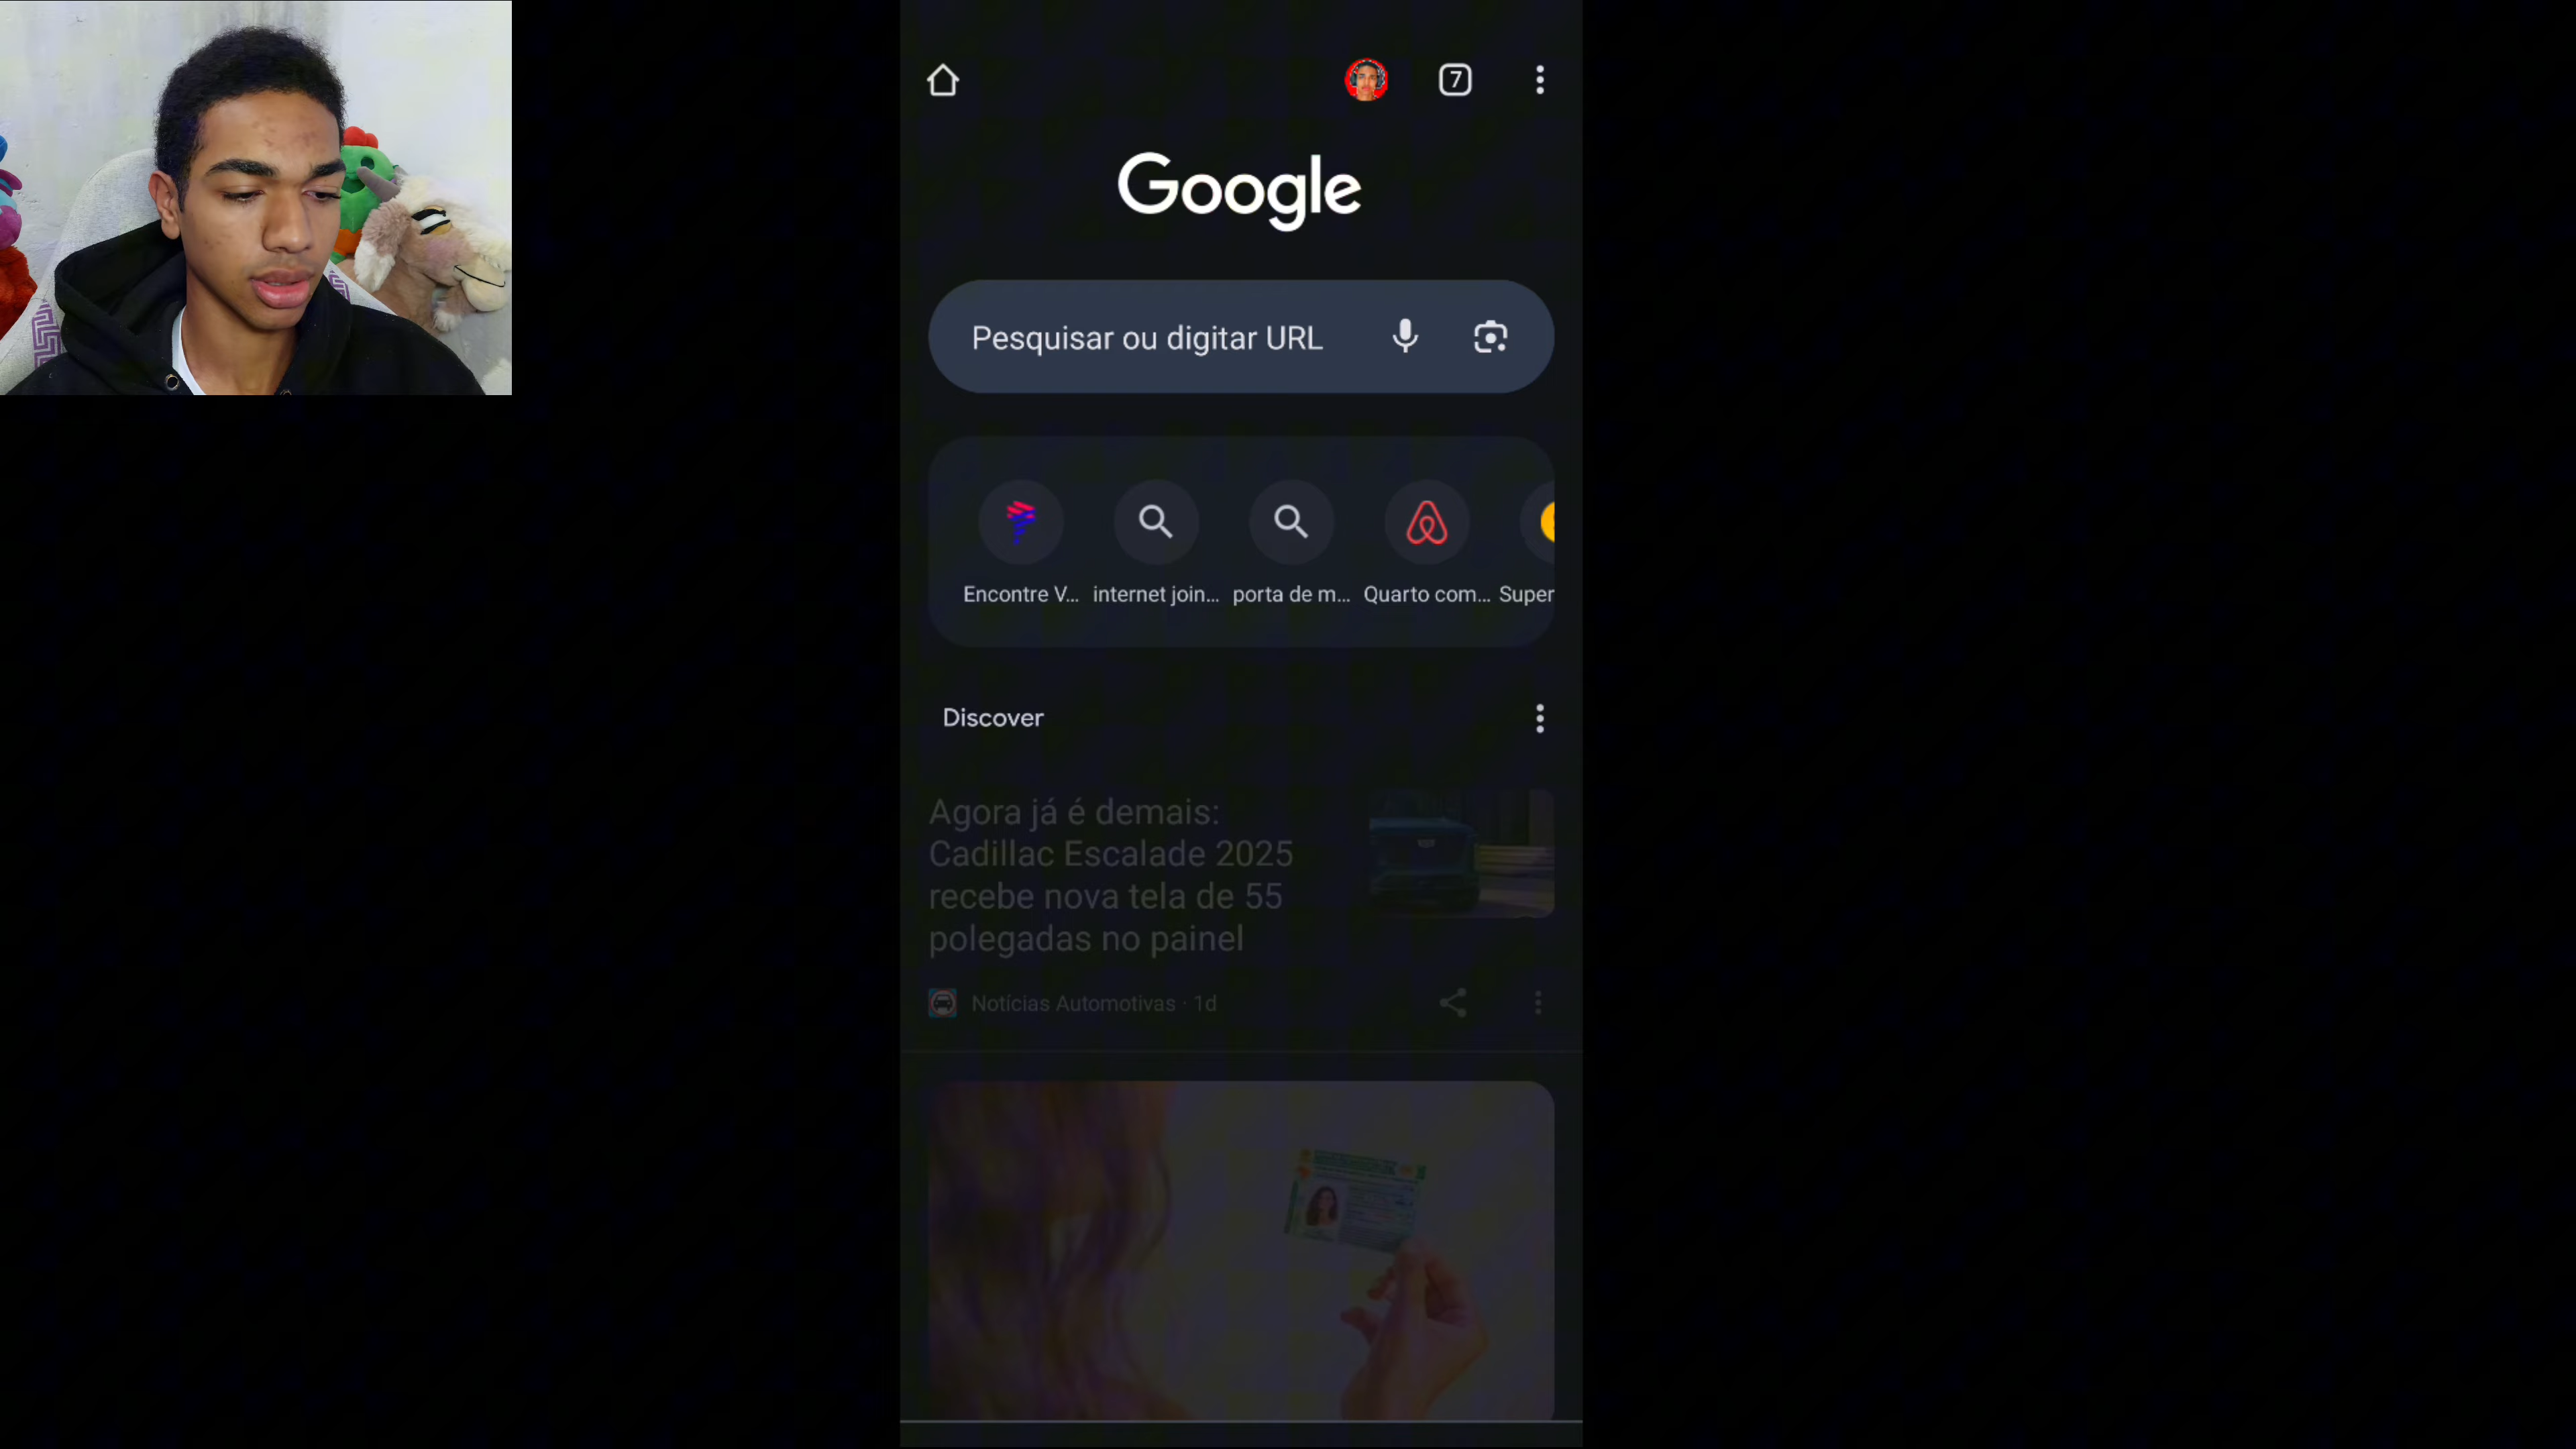 7
Google
Pesquisar ou digitar URL
Encontre V...
internet join...
porta de m...
Quarto com...
Super
Discover
Agora já é demais:
Cadillac Escalade 2025
recebe nova tela de 55
polegadas no painel
Notícias Automotivas · 1d